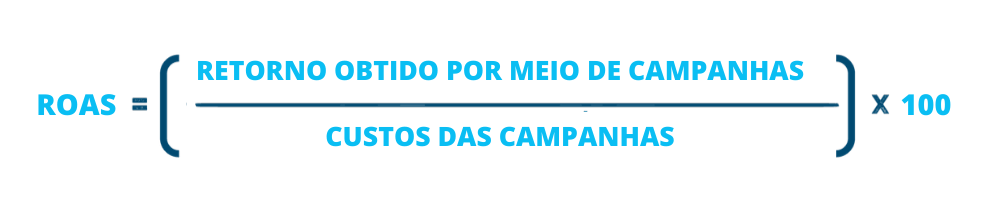 RETORNO OBTIDO POR MEIO DE CAMPANHAS
ROAS = X 100
CUSTOS DAS CAMPANHAS